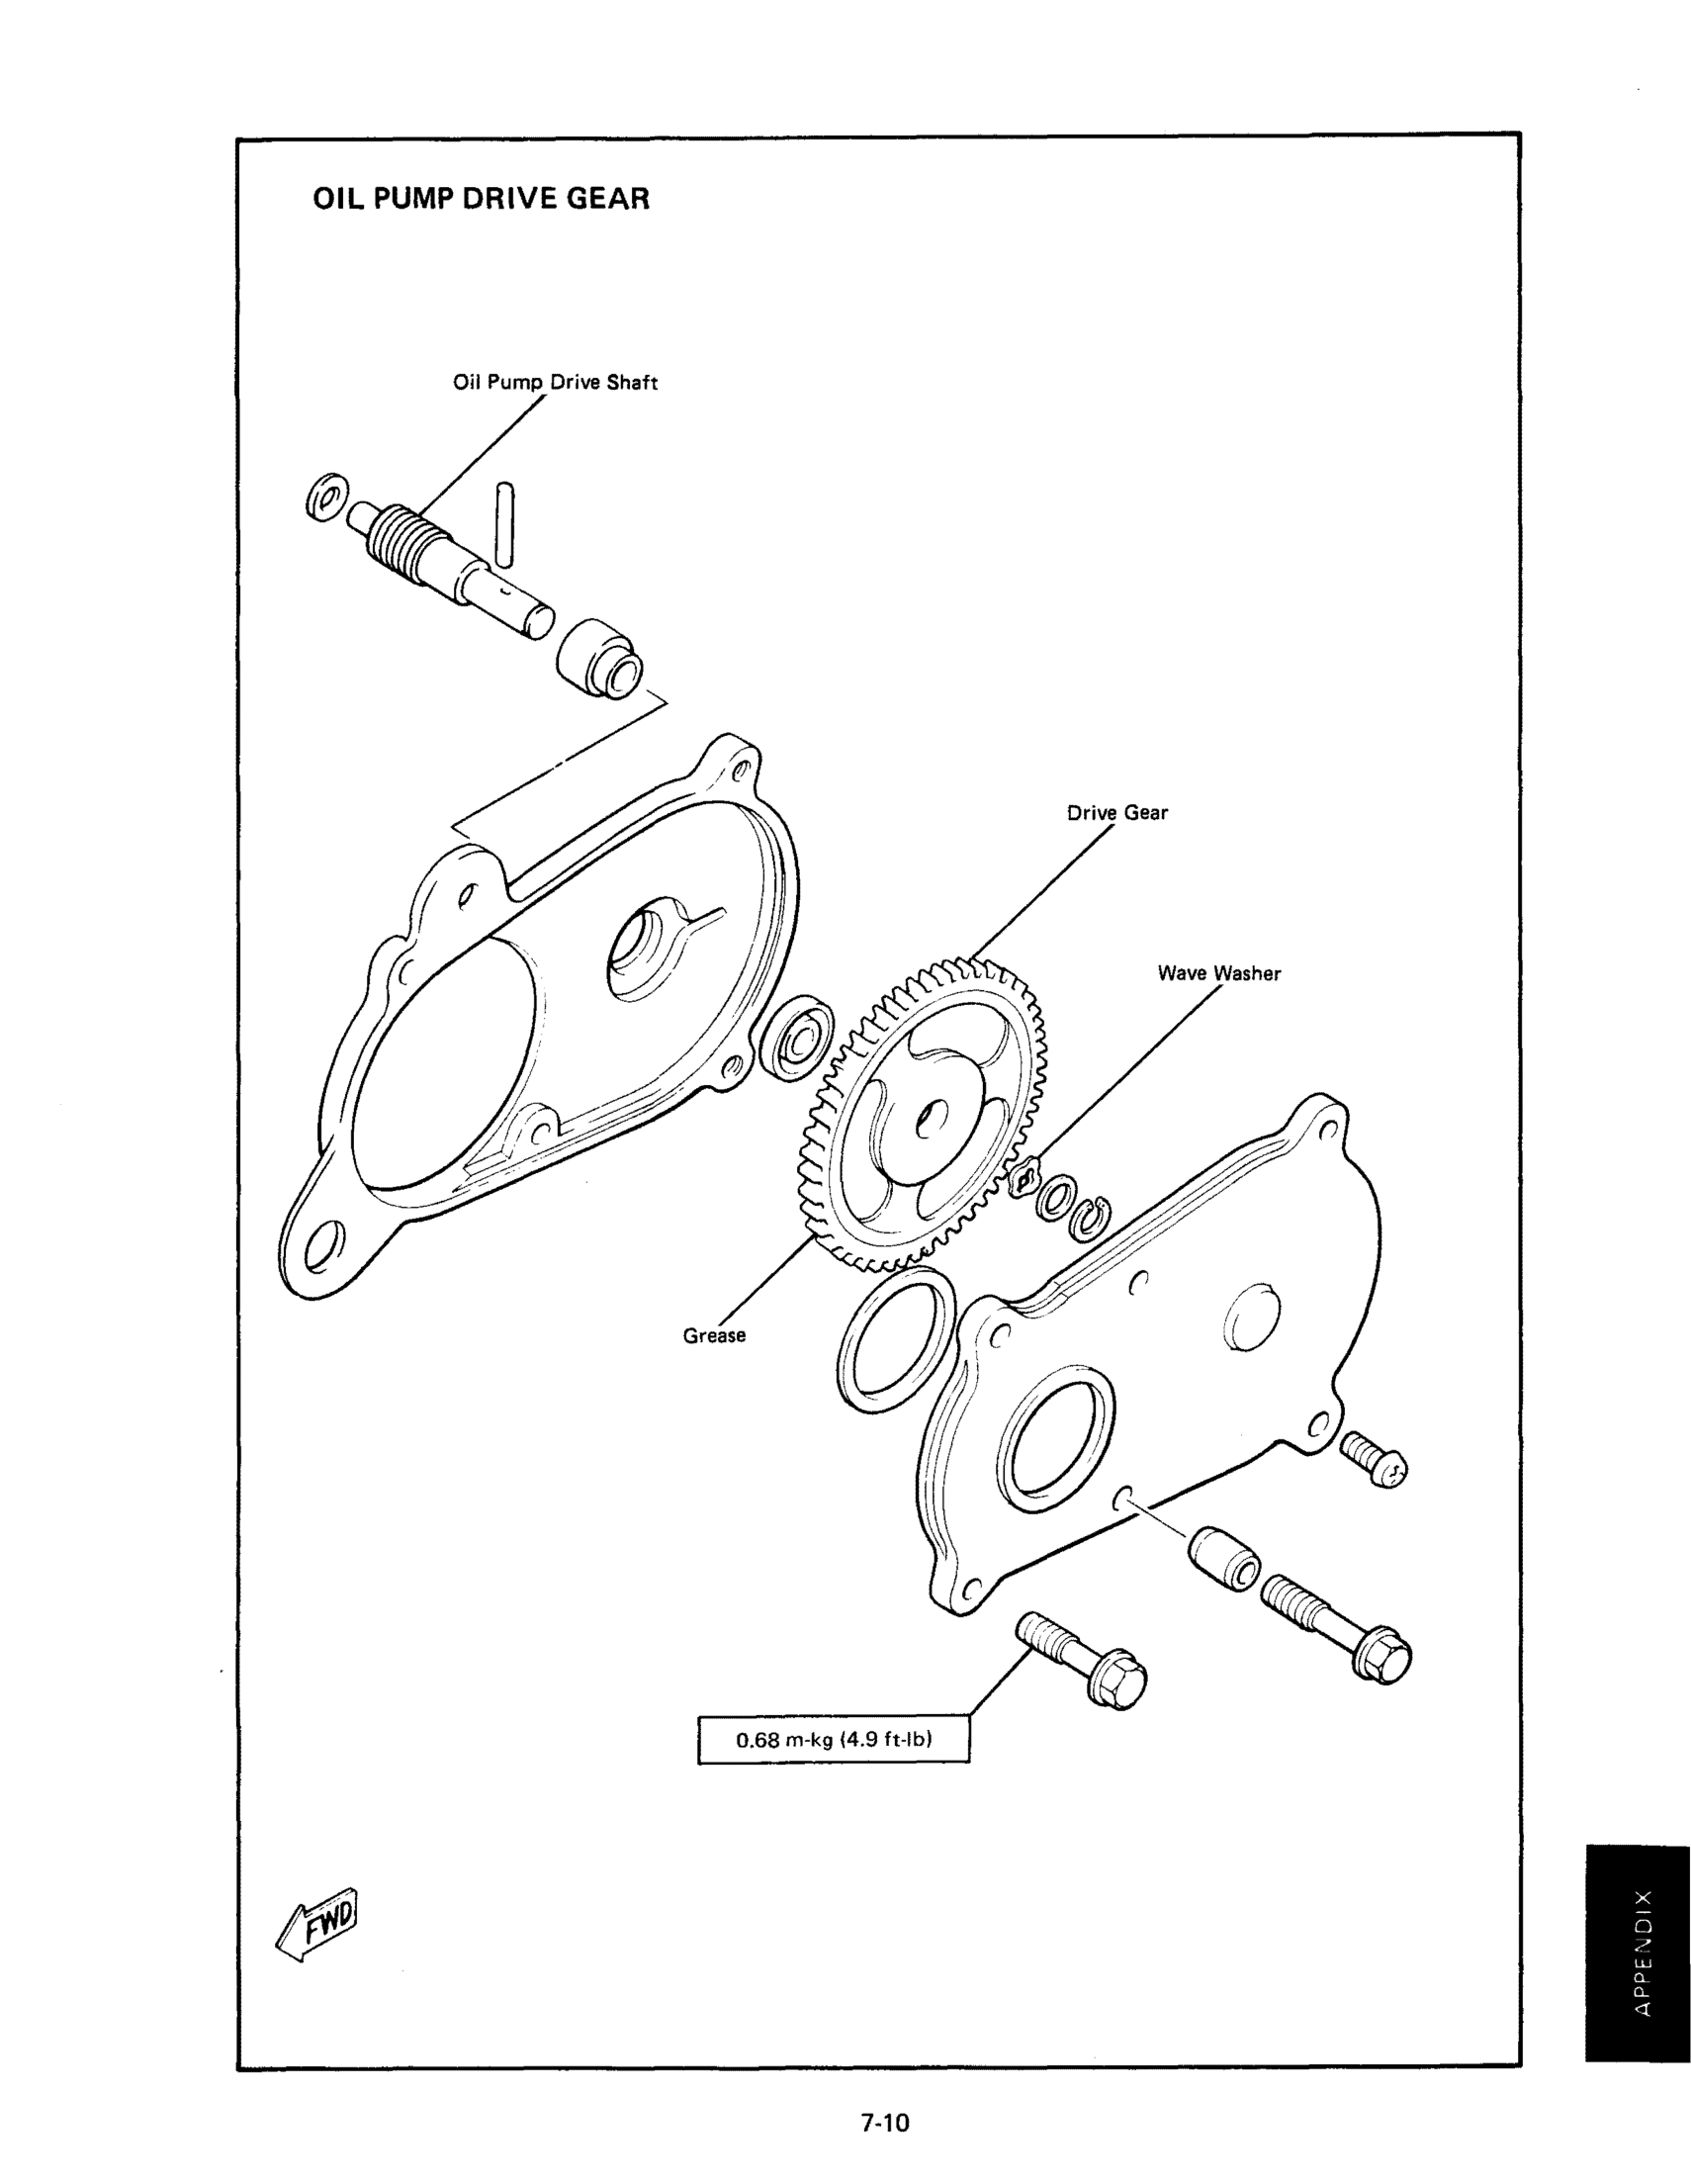 OIL PUMP DRIVE GEAR
Oil Pump Drive Shaft
Drive Gear
Wave Washer
Grease
0.68 m-kg (4.9 ft-lb)
FWD
APPENDIX
7-10